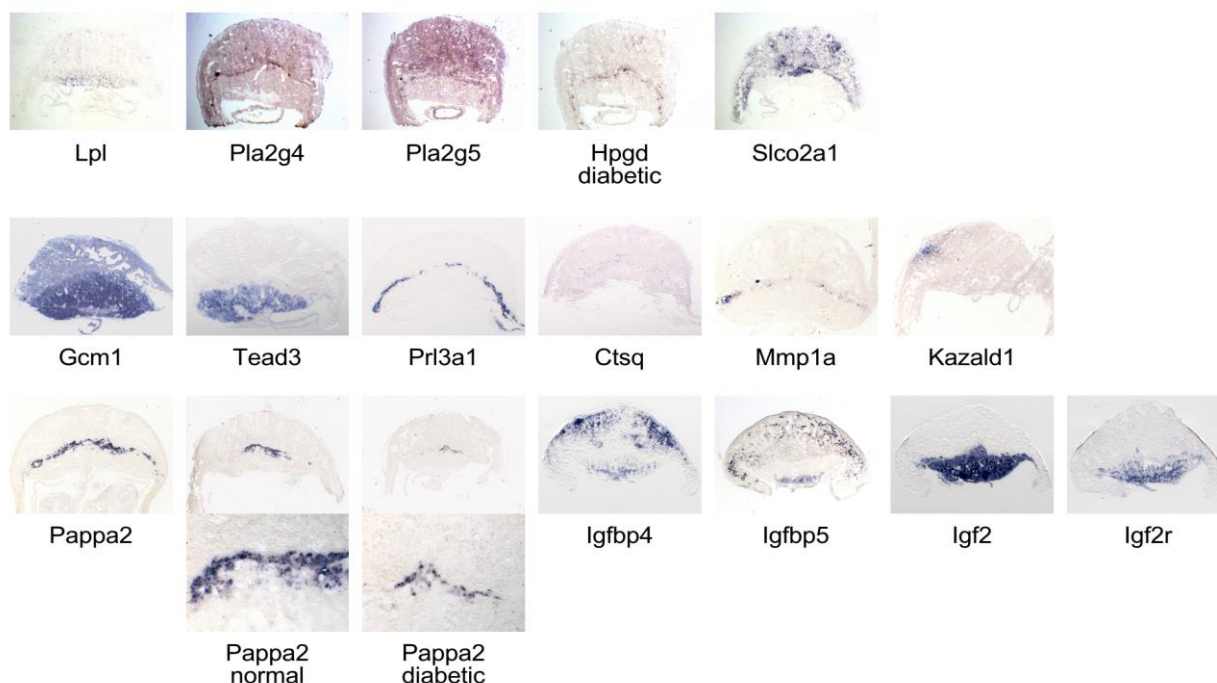 Lpl
Pla2g4
Pla2g5
Hpgd
diabetic
Slco2a1
Gcm1
Tead3
Prl3a1
Ctsq
Mmp1a
Kazald1
Pappa2
Igfbp4
Igfbp5
Igf2
Igf2r
Pappa2
normal
Pappa2
diabetic